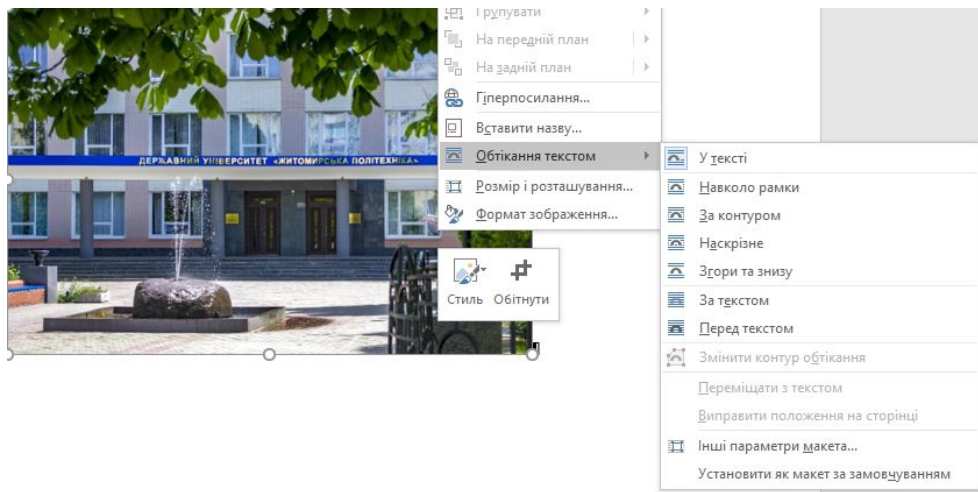 Групувати
На передній план
На задній план
Гіперпосилання...
Вставити назву...
Обтікання текстом
Розмір і розташування...
Формат зображення...
Стиль Обітнути
У тексті
Навколо рамки
За контуром
Наскрізне
Згори та знизу
За текстом
Перед текстом
Змінити контур обтікання
Переміщати з текстом
Виправити положення на сторінці
Інші параметри макета...
Установити як макет за замовчуванням
ДЕРЖАВНИЙ УНІВЕРСИТЕТ «ЖИТОМИРСЬКА ПОЛІТЕХНІКА»